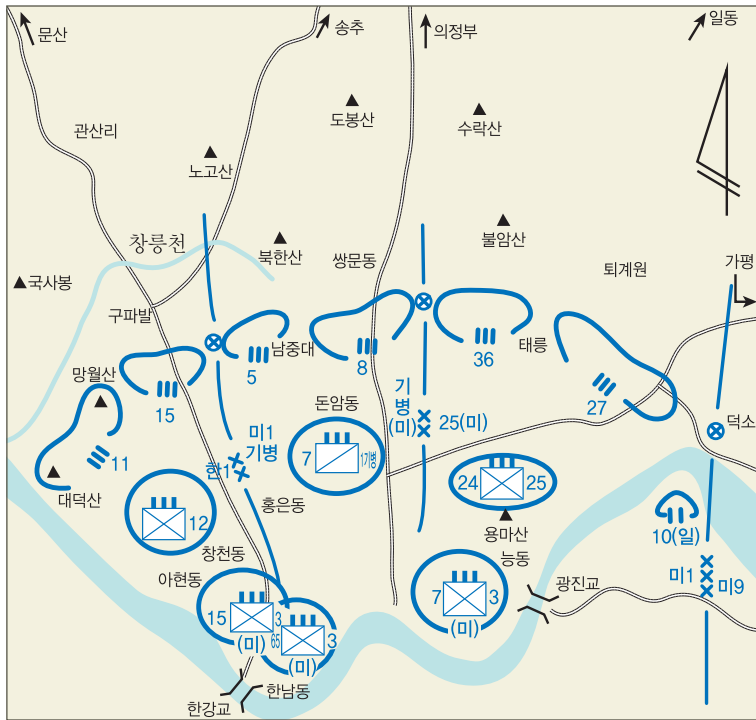 문산
송추
의정부
일동
관산리
도봉산
수락산
노고산
창릉천
북한산
쌍문동
불암산
퇴계원
가평
국사봉
구파발
남중대
태릉
5
8
36
망월산
15
돈암동
기
병
(미)
25(미)
27
덕소
미1
기병
한1
7
1기병
11
대덕산
홍은동
24
25
12
용마산
10(일)
창천동
능동
아현동
광진교
미1
미9
7
3
(미)
15
3
(미)
65
3
(미)
한남동
한강교